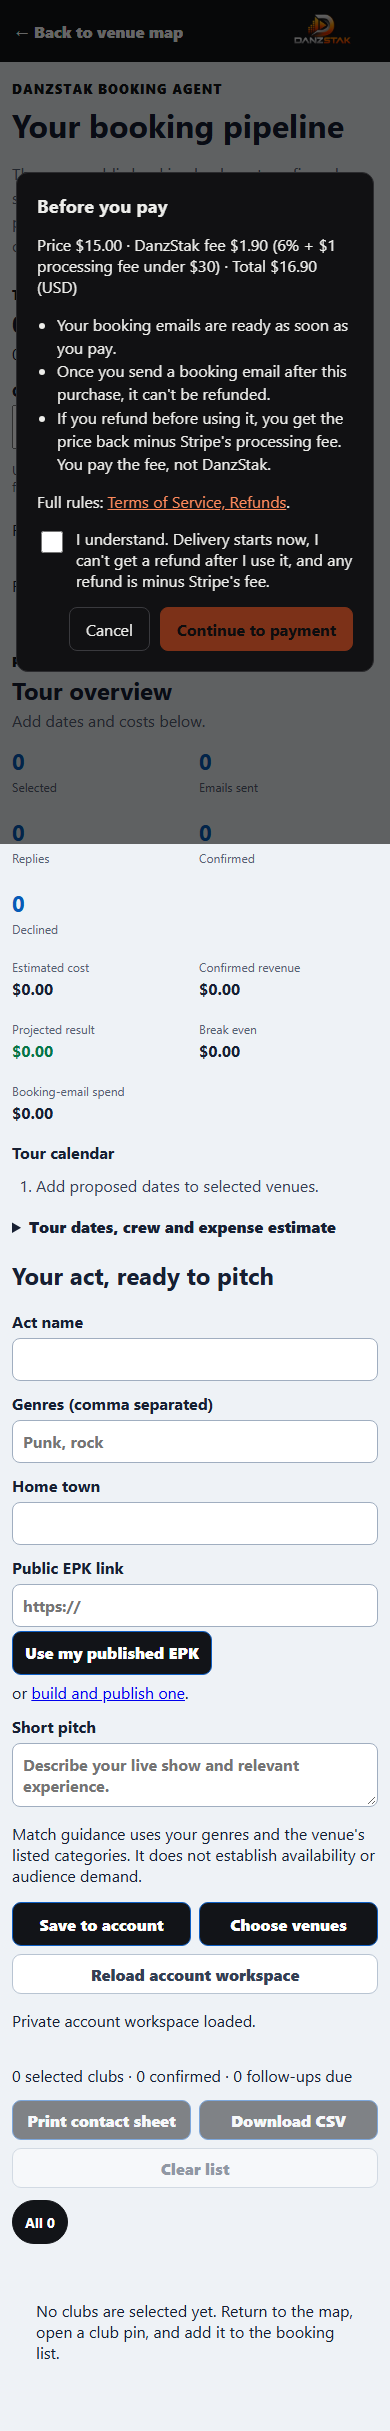 ← Back to venue map
DANZSTAK
DANZSTAK BOOKING AGENT
Your booking pipeline
Before you pay
Price $15.00 · DanzStak fee $1.90 (6% + $1
processing fee under $30) · Total $16.90
(USD)
• Your booking emails are ready as soon as
you pay.
• Once you send a booking email after this
purchase, it can't be refunded.
• If you refund before using it, you get the
price back minus Stripe's processing fee.
You pay the fee, not DanzStak.
Full rules: Terms of Service, Refunds.
I understand. Delivery starts now, I
can't get a refund after I use it, and any
refund is minus Stripe's fee.
Cancel
Continue to payment
Tour overview
Add dates and costs below.
0
0
Selected
Emails sent
0
0
Replies
Confirmed
0
Declined
Estimated cost
Confirmed revenue
$0.00
$0.00
Projected result
Break even
$0.00
$0.00
Booking-email spend
$0.00
Tour calendar
1. Add proposed dates to selected venues.
Tour dates, crew and expense estimate
Your act, ready to pitch
Act name
Genres (comma separated)
Punk, rock
Home town
Public EPK link
https://
Use my published EPK
or build and publish one.
Short pitch
Describe your live show and relevant
experience.
Match guidance uses your genres and the venue's
listed categories. It does not establish availability or
audience demand.
Save to account
Choose venues
Reload account workspace
Private account workspace loaded.
0 selected clubs · 0 confirmed · 0 follow-ups due
Print contact sheet
Download CSV
Clear list
All 0
No clubs are selected yet. Return to the map,
open a club pin, and add it to the booking
list.